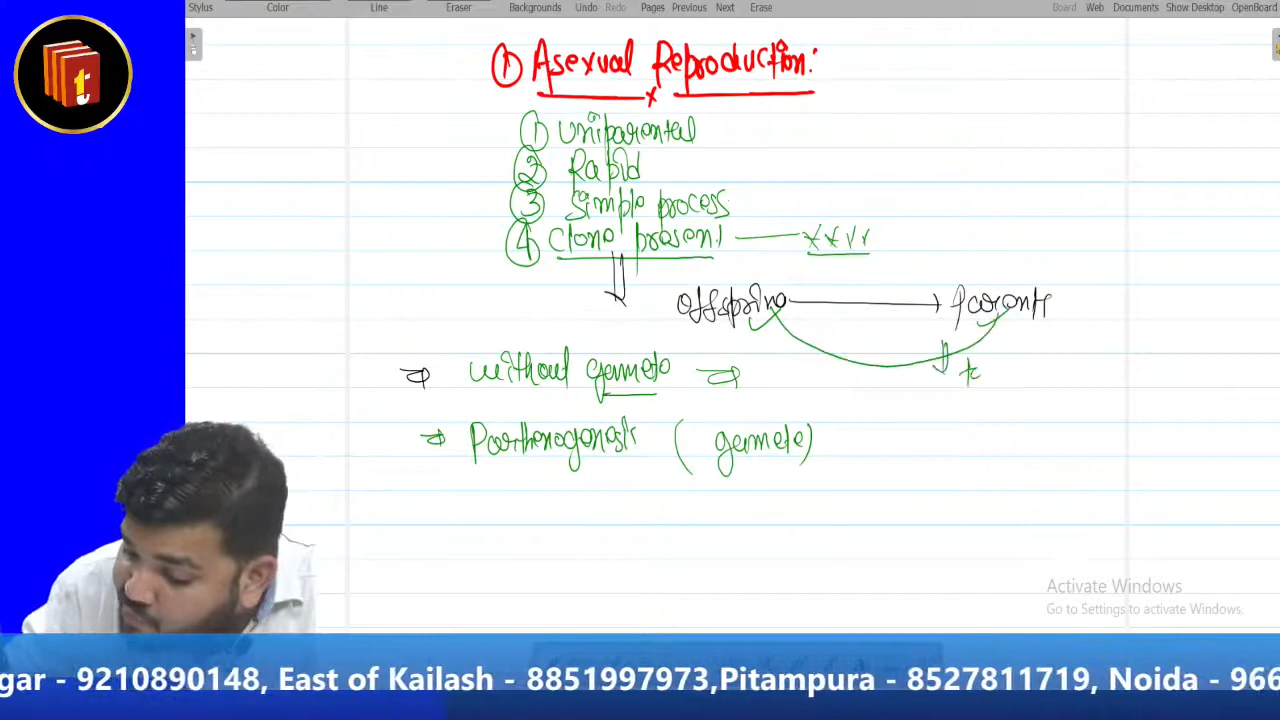 Stylus Color Line Eraser Backgrounds Undo Redo Pages Previous Next Erase Board Web Documents Show Desktop OpenBoard
t
① Asexual Reproduction:
① Uniparental
② Rapid
③ Simple process
④ Clone present
offspring → parents
⇒ without gamete ⇒
⇒ Parthenogenesis ( gamete)
Activate Windows
Go to Settings to activate Windows.
gar - 9210890148, East of Kailash - 8851997973,Pitampura - 8527811719, Noida - 966